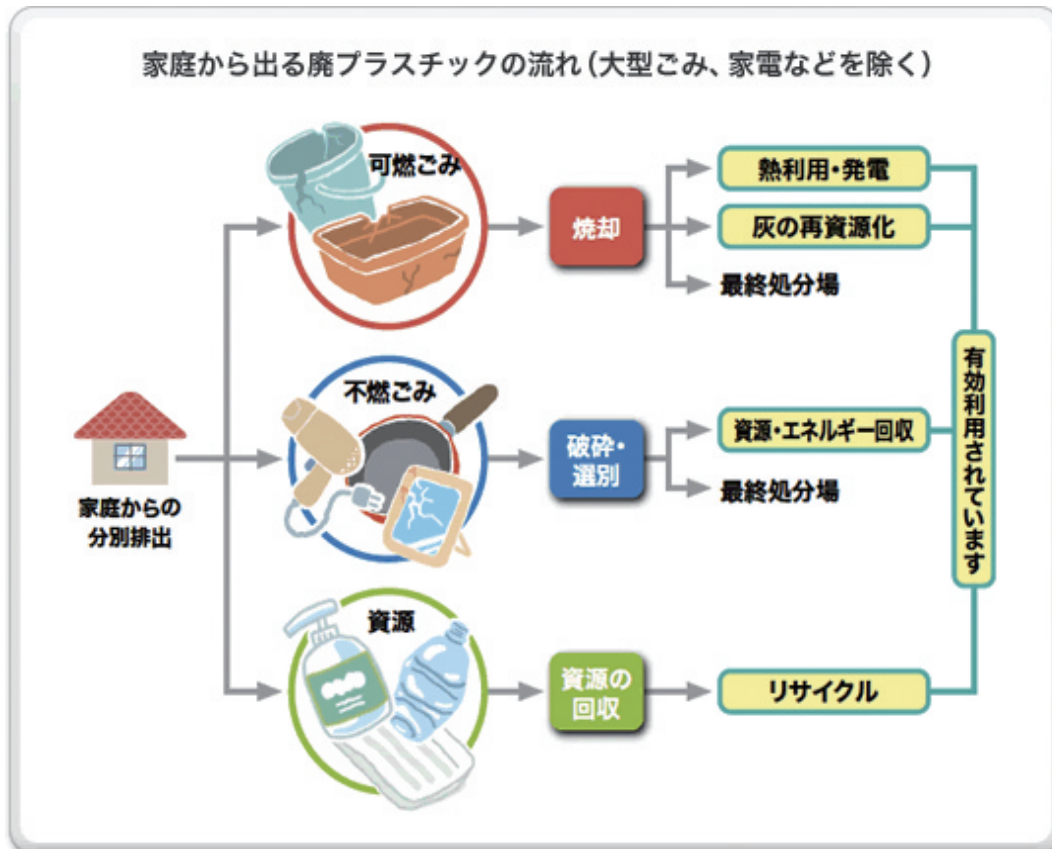 家庭から出る廃プラスチックの流れ(大型ごみ、家電などを除く)
可燃ごみ
焼却
熱利用・発電
灰の再資源化
最終処分場
家庭からの
分別排出
不燃ごみ
破砕・
選別
資源・エネルギー回収
最終処分場
資源
資源の
回収
リサイクル
有効利用されています